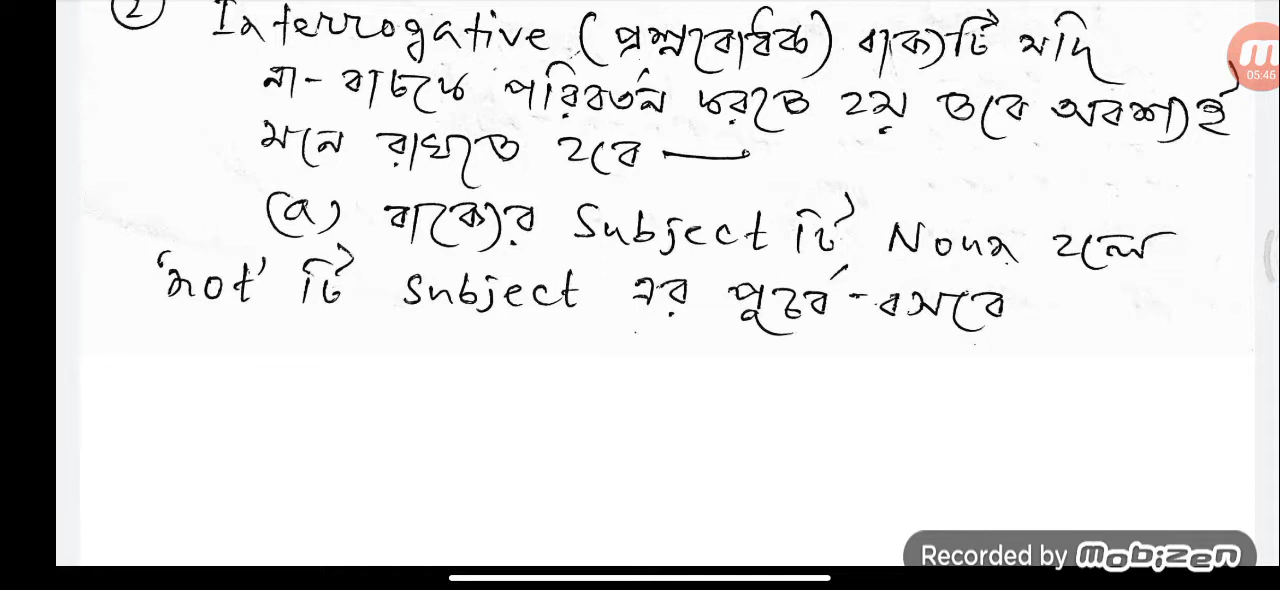 ② Interrogative (প্রশ্নবোধক) বাক্যটি যদি
না-বাচকে পরিবর্তন করতে হয় তবে অবশ্যই
মনে রাখতে হবে —
(a) বাক্যের Subject টি Noun হলে
'not' টি subject এর পূর্বে-বসবে
05:46
Recorded by Mobizen